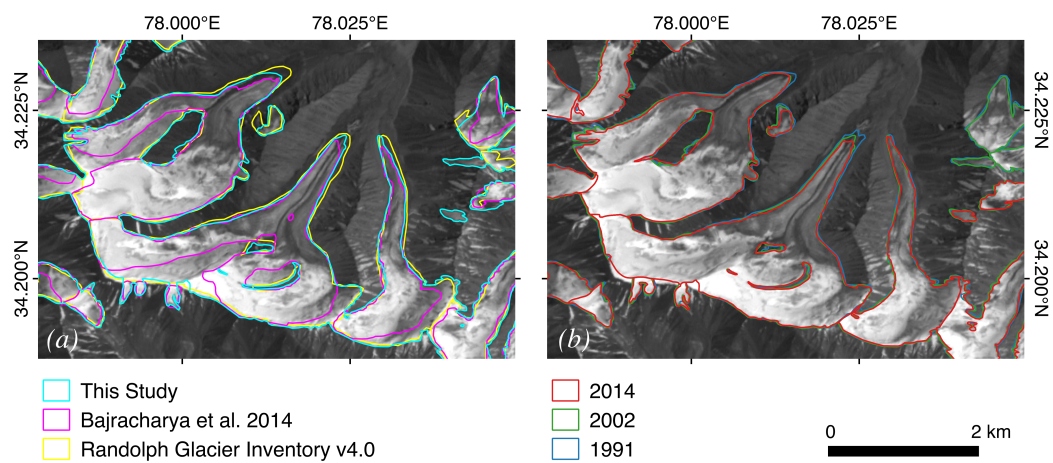 78.000°E 78.025°E 78.000°E 78.025°E
34.225°N 34.225°N
34.200°N 34.200°N
(a) (b)
This Study 2014
Bajracharya et al. 2014 2002 0 2 km
Randolph Glacier Inventory v4.0 1991